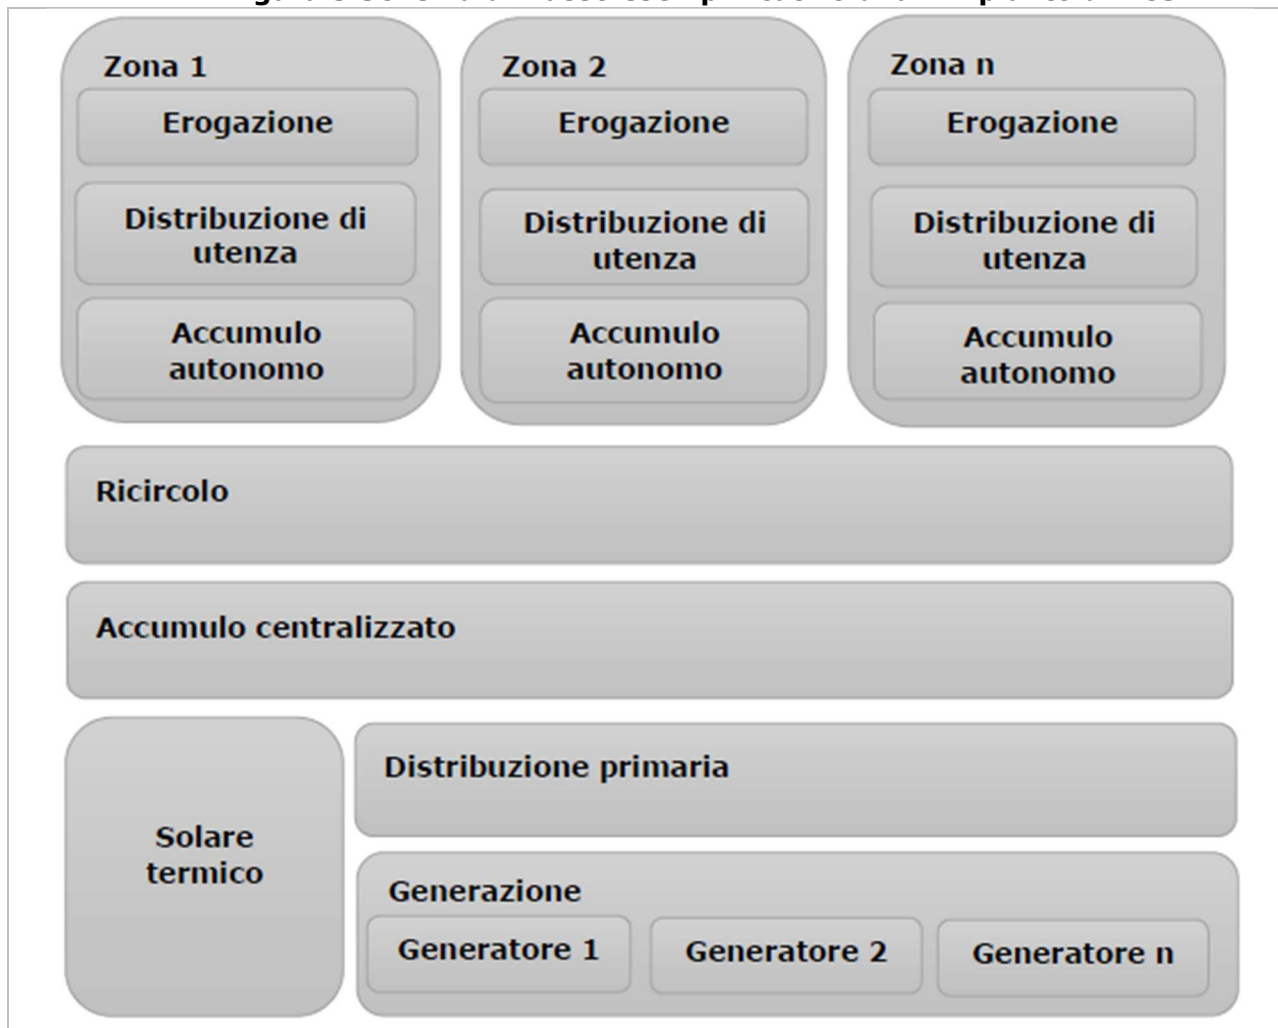 Zona 1
Erogazione
Distribuzione di
utenza
Accumulo
autonomo
Zona 2
Erogazione
Distribuzione di
utenza
Accumulo
autonomo
Zona n
Erogazione
Distribuzione di
utenza
Accumulo
autonomo
Ricircolo
Accumulo centralizzato
Solare
termico
Distribuzione primaria
Generazione
Generatore 1
Generatore 2
Generatore n